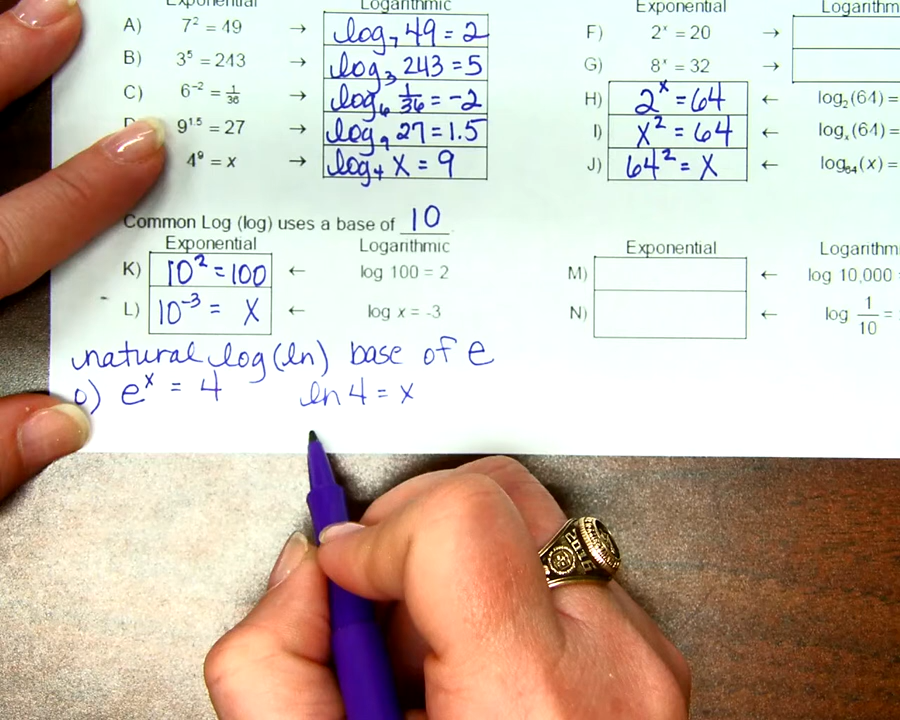 Exponential Logarithmic Exponential Logarithm
A) 7² = 49 → log₇ 49 = 2 F) 2ˣ = 20 →
B) 3⁵ = 243 → log₃ 243 = 5 G) 8ˣ = 32 →
C) 6⁻² = 1/36 → log₆ 1/36 = -2 H) 2ˣ = 64 ← log₂(64) =
9^1.5 = 27 → log₉ 27 = 1.5 I) x² = 64 ← logₓ(64) =
4⁹ = x → log₄ x = 9 J) 64² = x ← log₆₄(x) =
Common Log (log) uses a base of 10
Exponential Logarithmic Exponential Logarithm
K) 10² = 100 ← log 100 = 2 M) ← log 10,000 =
L) 10⁻³ = x ← log x = -3 N) ← log 1/10 =
natural log (ln) base of e
O) eˣ = 4 ln 4 = x
2016